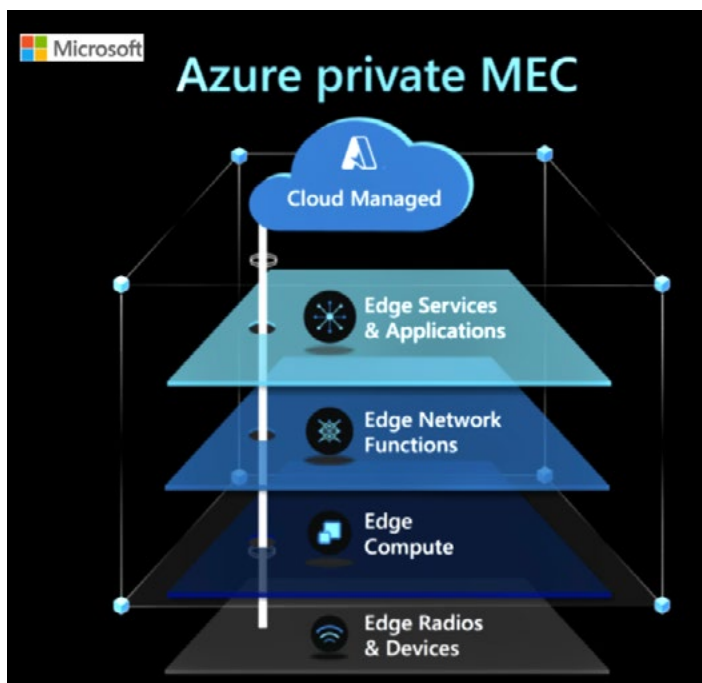 Microsoft
Azure private MEC
Cloud Managed
Edge Services
& Applications
Edge Network
Functions
Edge
Compute
Edge Radios
& Devices